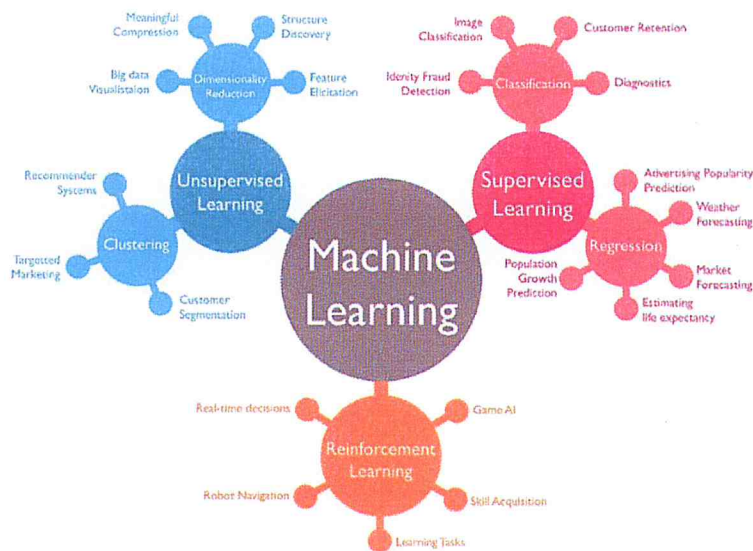 Meaningful
Compression
Structure
Discovery
Big data
Visualistaion
Dimensionality
Reduction
Feature
Elicitation
Recommender
Systems
Unsupervised
Learning
Clustering
Targetted
Marketing
Customer
Segmentation
Image
Classification
Customer Retention
Idenity Fraud
Detection
Classification
Diagnostics
Supervised
Learning
Advertising Popularity
Prediction
Weather
Forecasting
Regression
Population
Growth
Prediction
Market
Forecasting
Estimating
life expectancy
Machine
Learning
Real-time decisions
Game AI
Reinforcement
Learning
Robot Navigation
Skill Acquisition
Learning Tasks